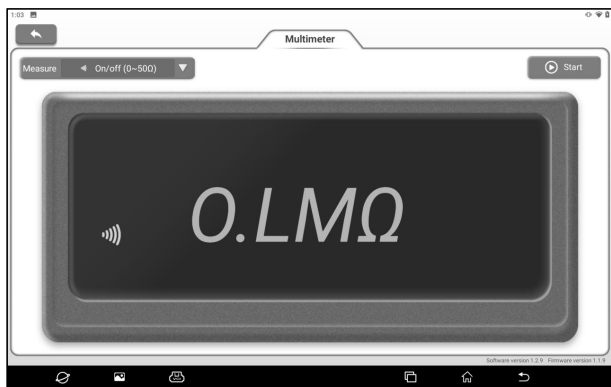 1:03
Multimeter
Measure
On/off (0~50Ω)
Start
O.LMΩ
Software version 1.2.9 Firmware version 1.1.9